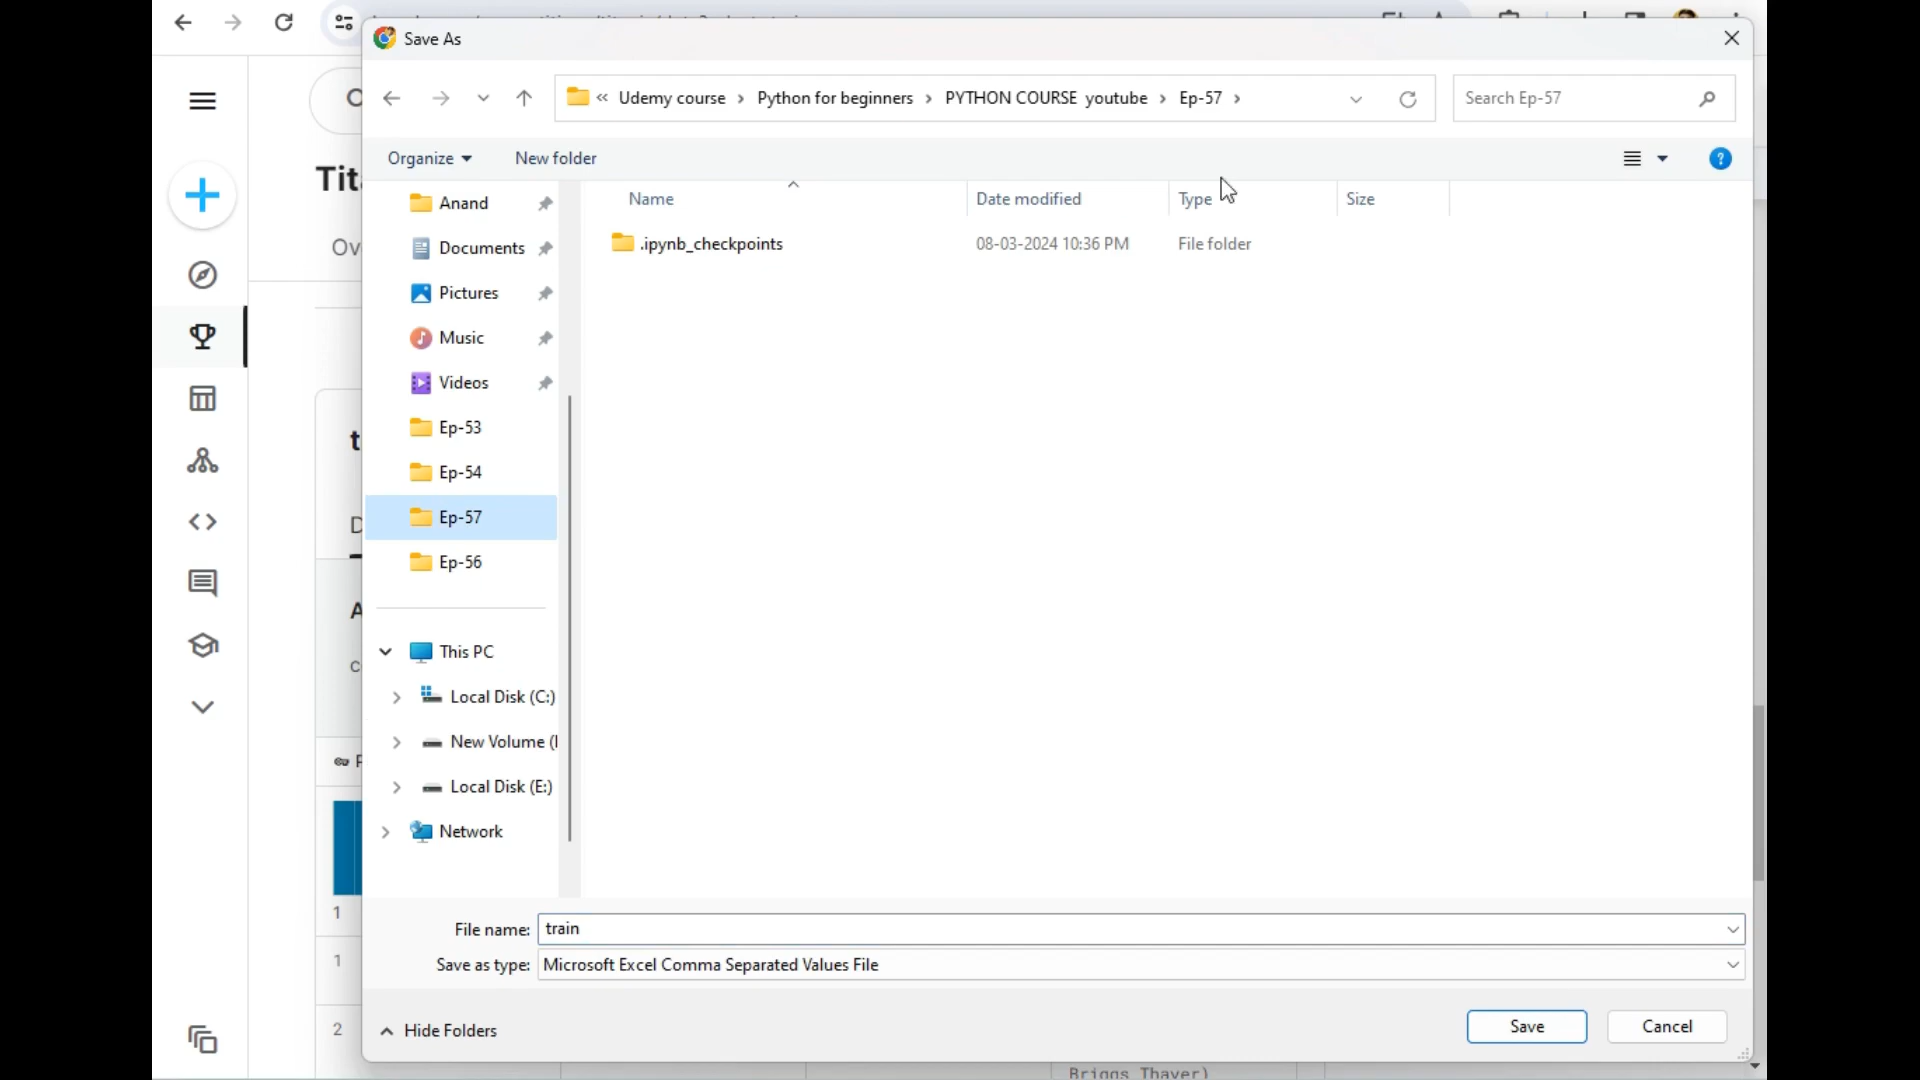 Save As
« Udemy course › Python for beginners › PYTHON COURSE youtube › Ep-57 ›
Search Ep-57
Organize
New folder
?
Tit
Ov
Anand
Documents
Pictures
Music
Videos
Ep-53
Ep-54
Ep-57
Ep-56
This PC
Local Disk (C:)
New Volume (
Local Disk (E:)
Network
Name
Date modified
Type
Size
.ipynb_checkpoints
08-03-2024 10:36 PM
File folder
t
D
A
c
1
1
2
File name: train
Save as type: Microsoft Excel Comma Separated Values File
Hide Folders
Save
Cancel
Briggs Thayer)